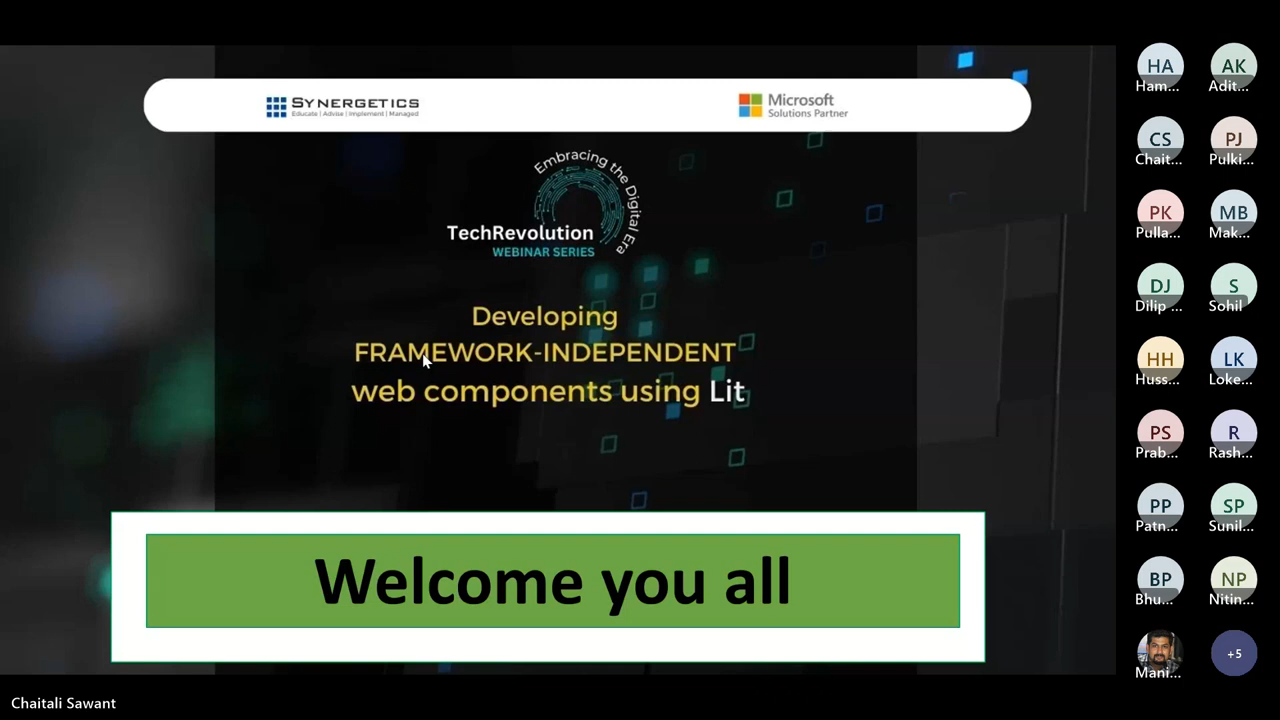 SYNERGETICS
Educate | Advise | Implement | Managed
Microsoft
Solutions Partner
Embracing the Digital Era
TechRevolution
WEBINAR SERIES
Developing
FRAMEWORK-INDEPENDENT
web components using Lit
Welcome you all
Chaitali Sawant
HA AK
Ham... Adit...
CS PJ
Chait... Pulki...
PK MB
Pulla... Mak...
DJ S
Dilip ... Sohil
HH LK
Huss... Loke...
PS R
Prab... Rash...
PP SP
Patn... Sunil...
BP NP
Bhu... Nitin...
Mani... +5